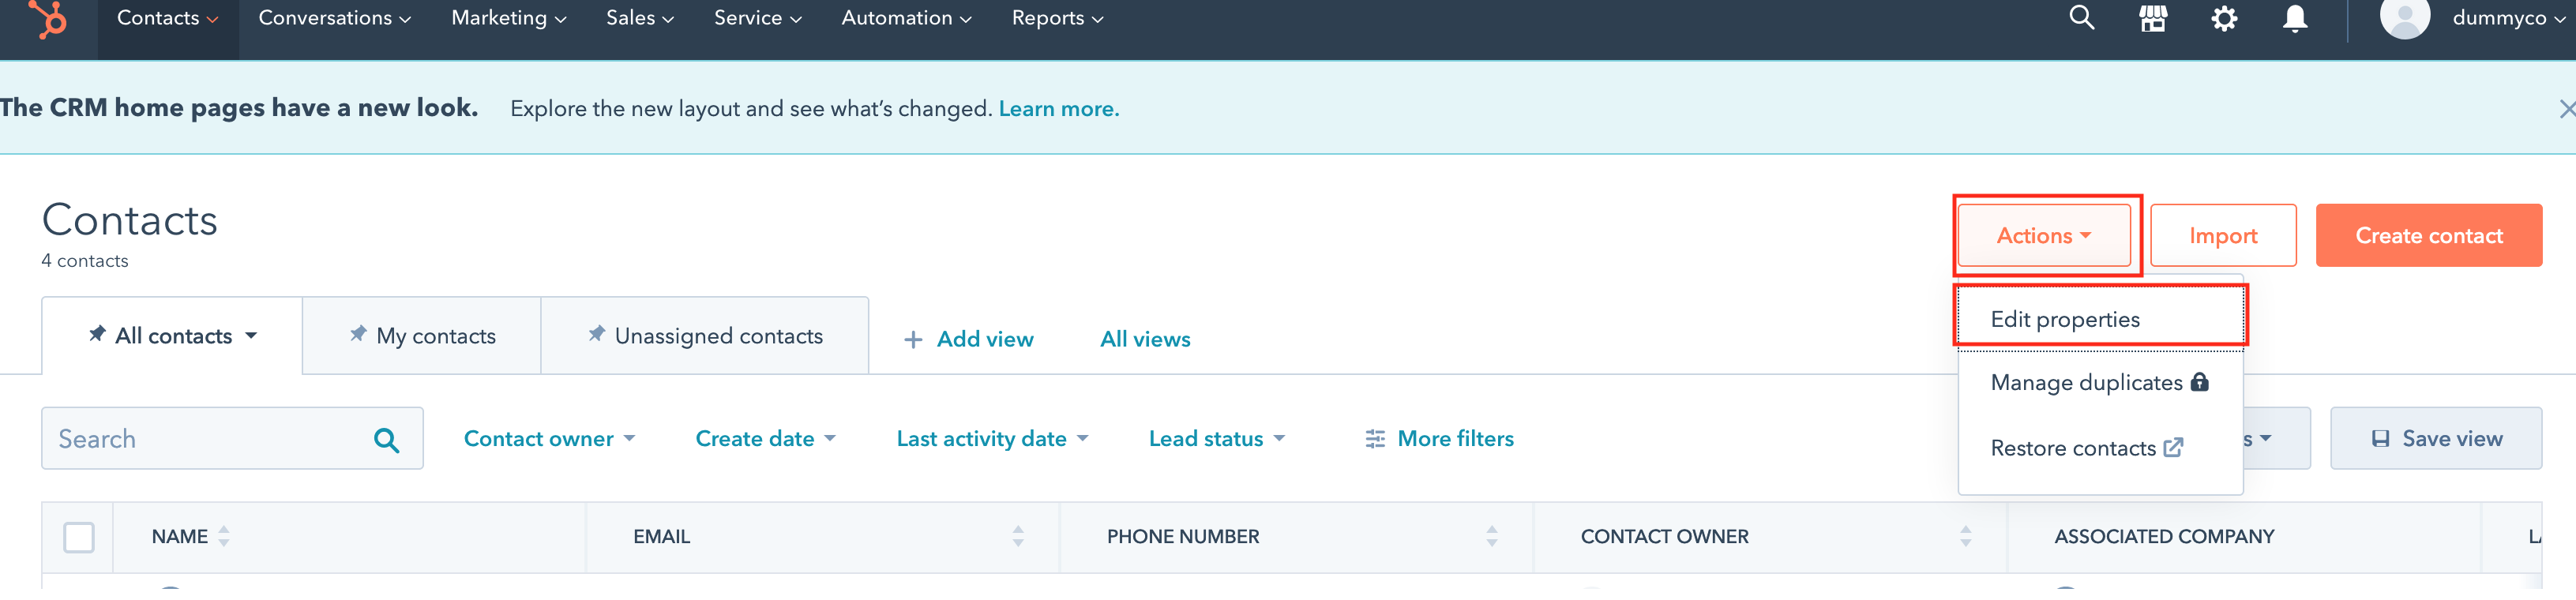 Contacts Conversations Marketing Sales Service Automation Reports dummyco
The CRM home pages have a new look. Explore the new layout and see what's changed. Learn more.
Contacts
4 contacts
Actions Import Create contact
Edit properties
Manage duplicates
Restore contacts
All contacts My contacts Unassigned contacts Add view All views
Search Contact owner Create date Last activity date Lead status More filters Save view
NAME EMAIL PHONE NUMBER CONTACT OWNER ASSOCIATED COMPANY